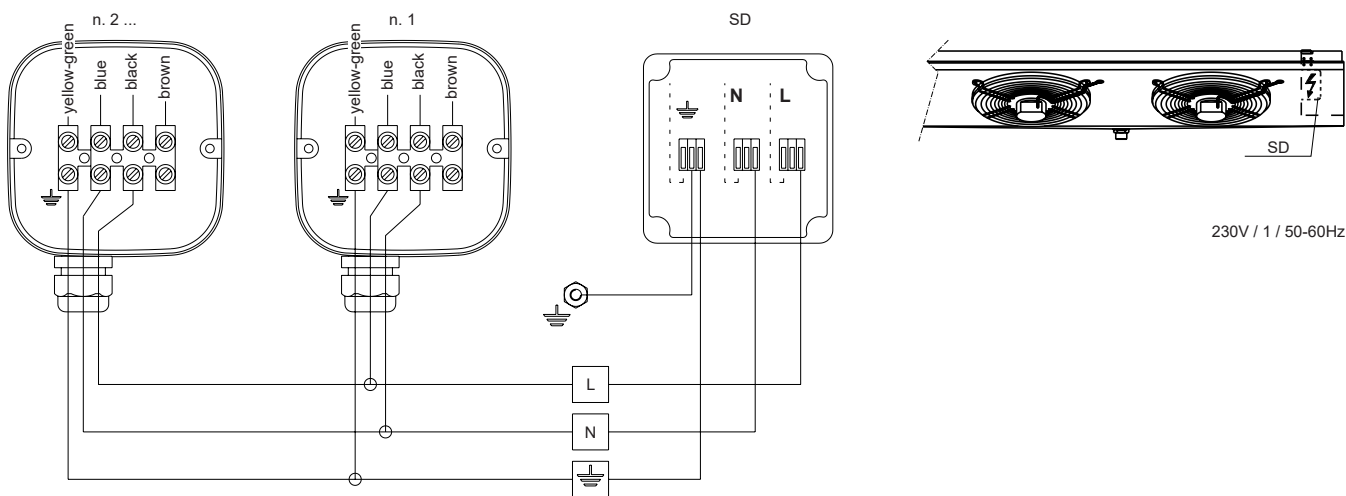 n. 2 ...
yellow-green
blue
black
brown
n. 1
yellow-green
blue
black
brown
SD
N
L
SD
230V / 1 / 50-60Hz
L
N